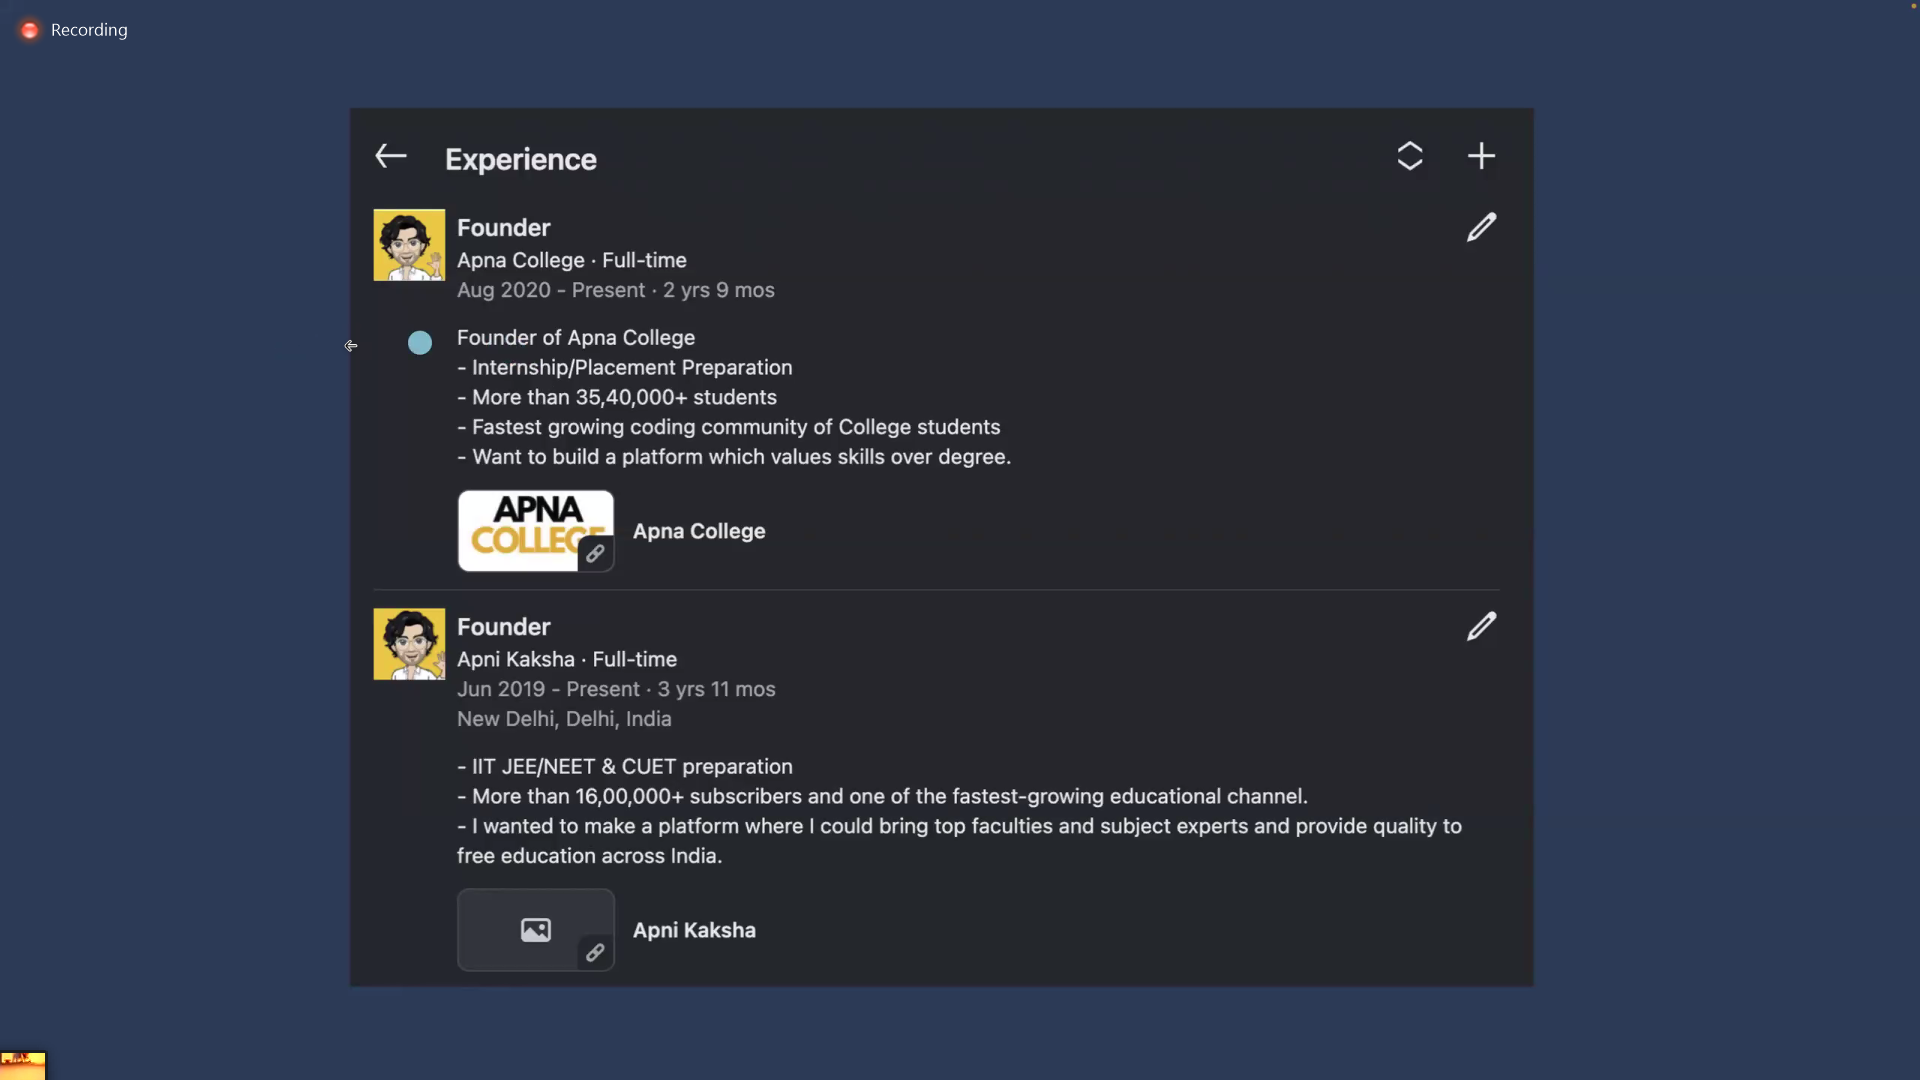 Recording
Experience
Founder
Apna College · Full-time
Aug 2020 - Present · 2 yrs 9 mos
Founder of Apna College
- Internship/Placement Preparation
- More than 35,40,000+ students
- Fastest growing coding community of College students
- Want to build a platform which values skills over degree.
APNA
COLLEGE
Apna College
Founder
Apni Kaksha · Full-time
Jun 2019 - Present · 3 yrs 11 mos
New Delhi, Delhi, India
- IIT JEE/NEET & CUET preparation
- More than 16,00,000+ subscribers and one of the fastest-growing educational channel.
- I wanted to make a platform where I could bring top faculties and subject experts and provide quality to
free education across India.
Apni Kaksha